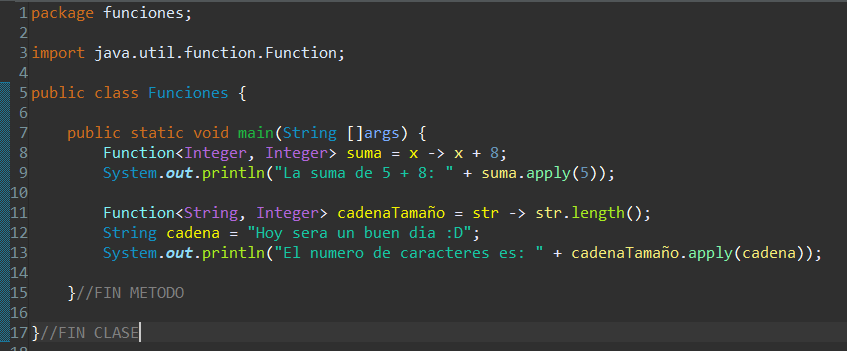 1 package funciones;
2
3 import java.util.function.Function;
4
5 public class Funciones {
6
7     public static void main(String []args) {
8         Function<Integer, Integer> suma = x -> x + 8;
9         System.out.println("La suma de 5 + 8: " + suma.apply(5));
10
11         Function<String, Integer> cadenaTamaño = str -> str.length();
12         String cadena = "Hoy sera un buen dia :D";
13         System.out.println("El numero de caracteres es: " + cadenaTamaño.apply(cadena));
14
15     }//FIN METODO
16
17 }//FIN CLASE
18